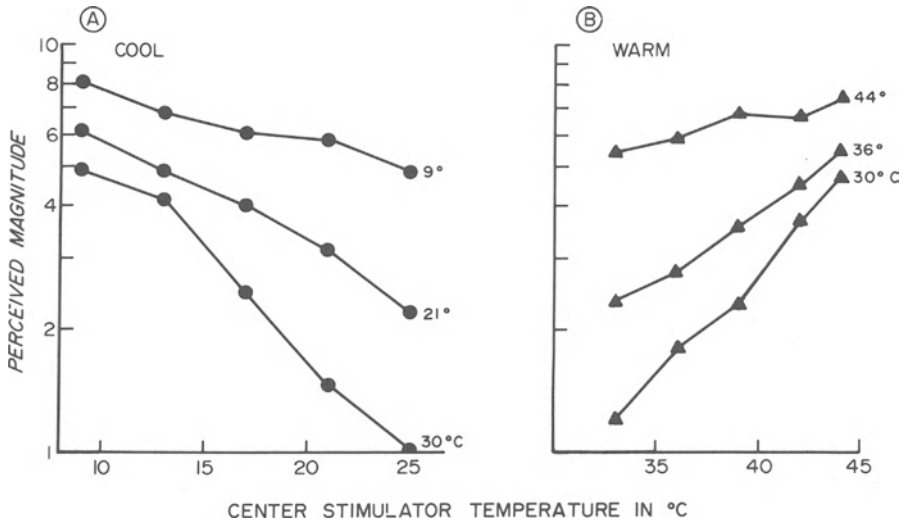 A
COOL
B
WARM
PERCEIVED MAGNITUDE
10
8
6
4
2
1
9°
21°
30°C
44°
36°
30°C
10 15 20 25
35 40 45
CENTER STIMULATOR TEMPERATURE IN °C